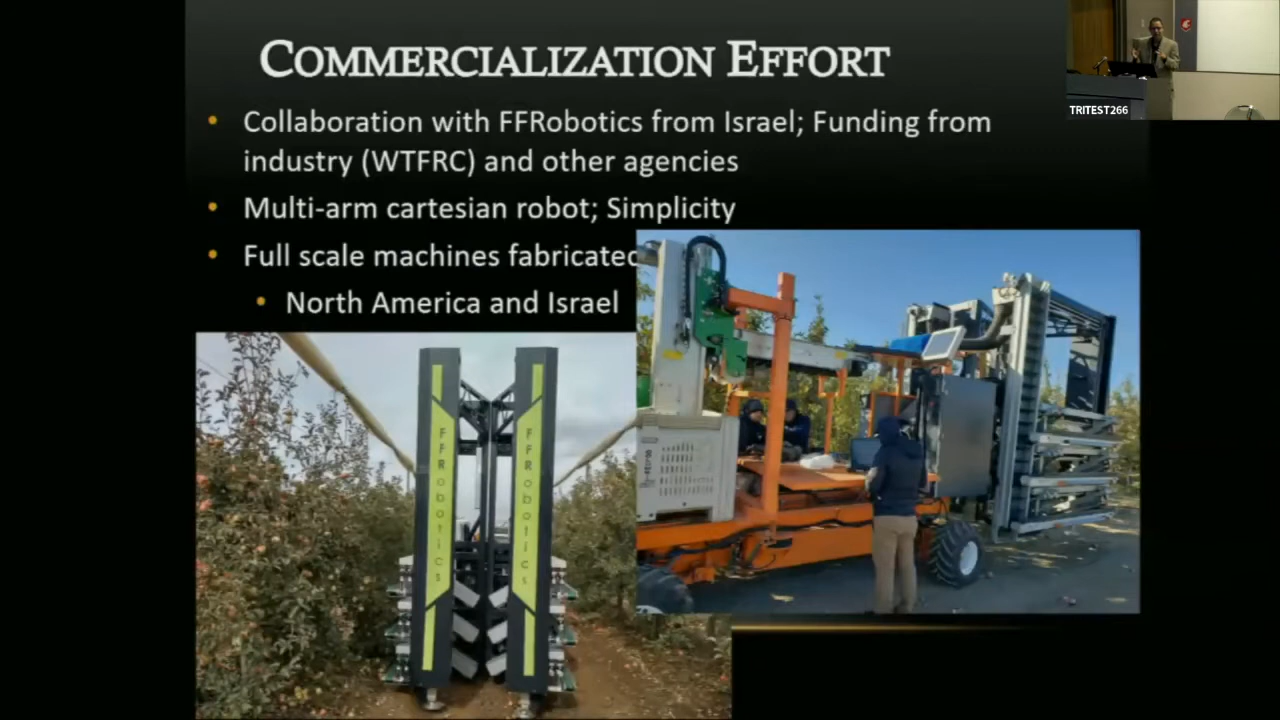 COMMERCIALIZATION EFFORT
• Collaboration with FFRobotics from Israel; Funding from
industry (WTFRC) and other agencies
• Multi-arm cartesian robot; Simplicity
• Full scale machines fabricated
• North America and Israel
TRITEST266
FFRobotics
FFRobotics